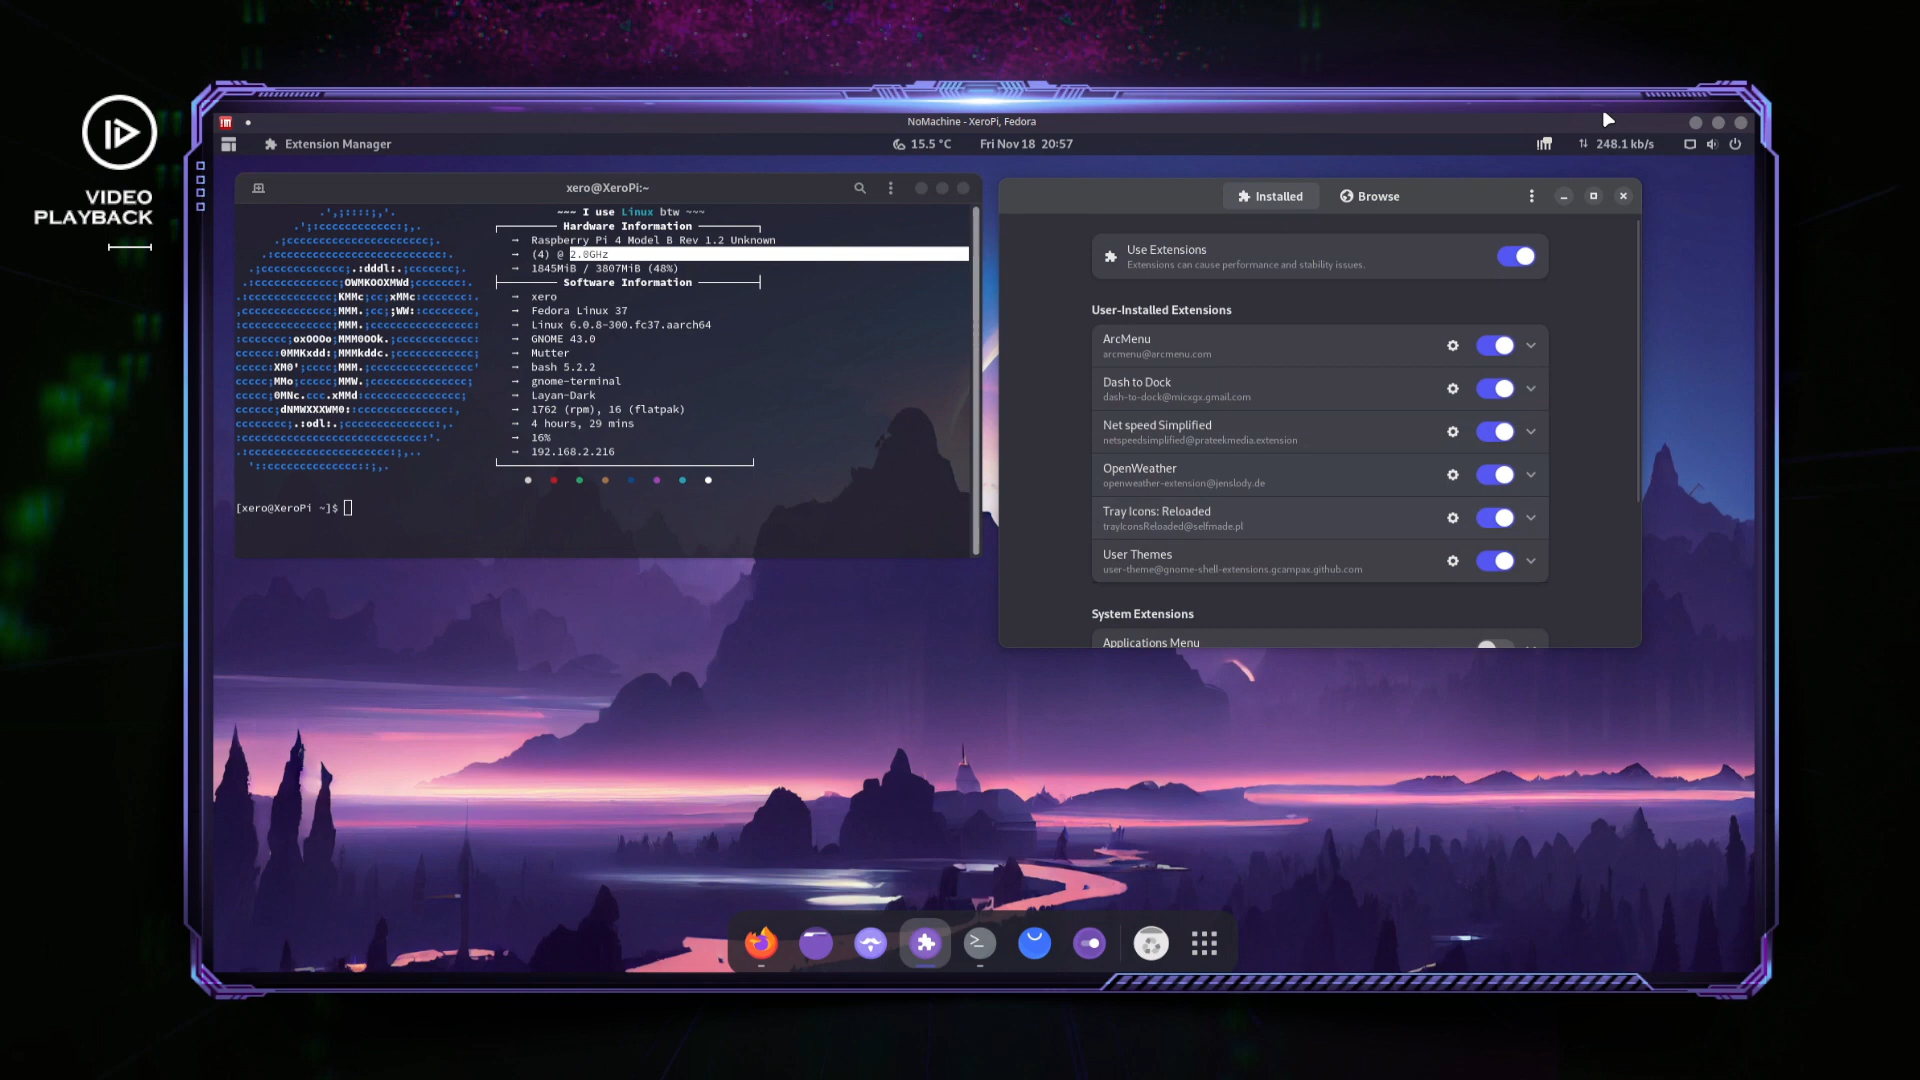 VIDEO
PLAYBACK
NoMachine - XeroPi, Fedora
Extension Manager
15.5 °C
Fri Nov 18 20:57
248.1 kb/s
xero@XeroPi:~
~~~ I use Linux btw ~~~
Hardware Information
→ Raspberry Pi 4 Model B Rev 1.2 Unknown
→ (4) @ 2.0GHz
→ 1845MiB / 3807MiB (48%)
Software Information
→ xero
→ Fedora Linux 37
→ Linux 6.0.8-300.fc37.aarch64
→ GNOME 43.0
→ Mutter
→ bash 5.2.2
→ gnome-terminal
→ Layan-Dark
→ 1762 (rpm), 16 (flatpak)
→ 4 hours, 29 mins
→ 16%
→ 192.168.2.216
[xero@XeroPi ~]$
Installed
Browse
Use Extensions
Extensions can cause performance and stability issues.
User-Installed Extensions
ArcMenu
arcmenu@arcmenu.com
Dash to Dock
dash-to-dock@micxgx.gmail.com
Net speed Simplified
netspeedsimplified@prateekmedia.extension
OpenWeather
openweather-extension@jenslody.de
Tray Icons: Reloaded
trayIconsReloaded@selfmade.pl
User Themes
user-theme@gnome-shell-extensions.gcampax.github.com
System Extensions
Applications Menu